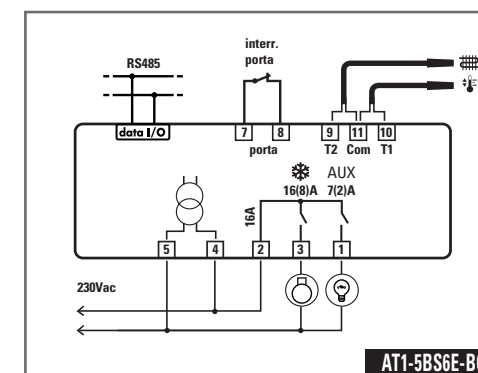 interr.
porta
RS485
data I/O
7 8
9 11 10
porta
T2 Com T1
AUX
16(8)A 7(2)A
16A
5 4 2 3 1
230Vac